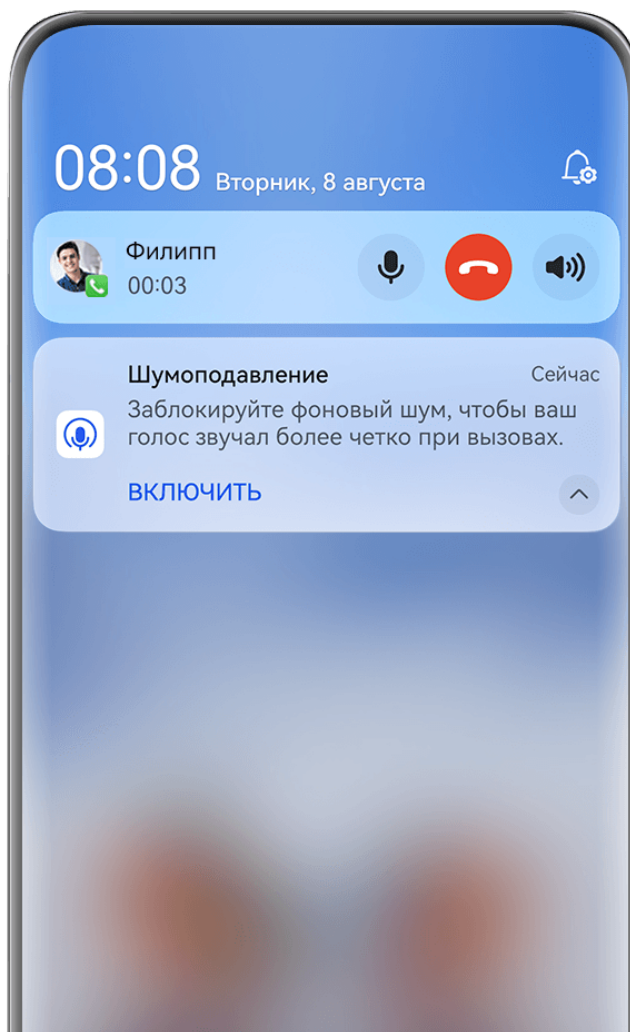 08:08 Вторник, 8 августа
Филипп
00:03
Шумоподавление Сейчас
Заблокируйте фоновый шум, чтобы ваш
голос звучал более четко при вызовах.
ВКЛЮЧИТЬ